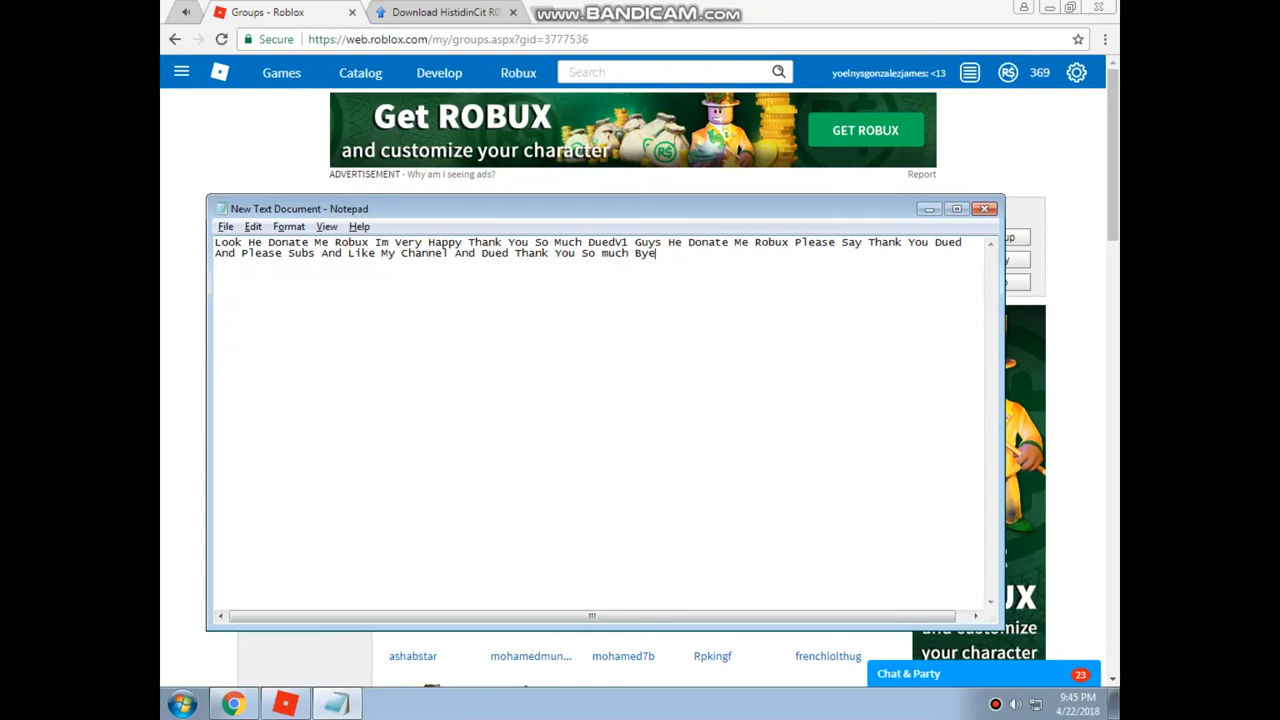 Groups - Roblox
Download HistidinCit RO
www.BANDICAM.com
Secure
https://web.roblox.com/my/groups.aspx?gid=3777536
Games
Catalog
Develop
Robux
Search
yoelnysgonzalezjames: <13
R$
369
Get ROBUX
and customize your character
R$
GET ROBUX
ADVERTISEMENT - Why am I seeing ads?
Report
New Text Document - Notepad
File
Edit
Format
View
Help
Look He Donate Me Robux Im Very Happy Thank You So Much DuedV1 Guys He Donate Me Robux Please Say Thank You Dued
And Please Subs And Like My Channel And Dued Thank You So much Bye
UX
and customize
your character
ashabstar
mohamedmun...
mohamed7b
Rpkingf
frenchlolthug
Chat & Party
23
9:45 PM
4/22/2018